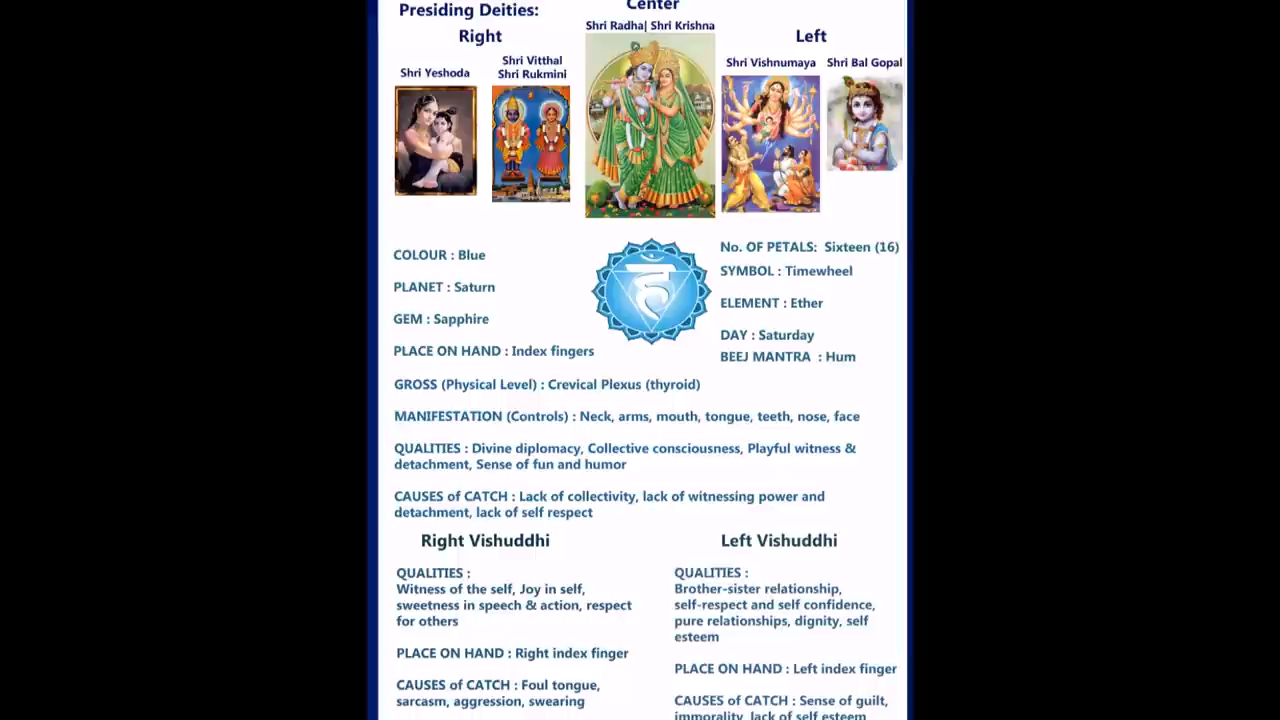 Presiding Deities:
Center
Shri Radha| Shri Krishna
Right
Left
Shri Yeshoda
Shri Vitthal
Shri Rukmini
Shri Vishnumaya
Shri Bal Gopal
COLOUR : Blue
PLANET : Saturn
GEM : Sapphire
PLACE ON HAND : Index fingers
हं
No. OF PETALS: Sixteen (16)
SYMBOL : Timewheel
ELEMENT : Ether
DAY : Saturday
BEEJ MANTRA : Hum
GROSS (Physical Level) : Crevical Plexus (thyroid)
MANIFESTATION (Controls) : Neck, arms, mouth, tongue, teeth, nose, face
QUALITIES : Divine diplomacy, Collective consciousness, Playful witness &
detachment, Sense of fun and humor
CAUSES of CATCH : Lack of collectivity, lack of witnessing power and
detachment, lack of self respect
Right Vishuddhi
QUALITIES :
Witness of the self, Joy in self,
sweetness in speech & action, respect
for others
PLACE ON HAND : Right index finger
CAUSES of CATCH : Foul tongue,
sarcasm, aggression, swearing
Left Vishuddhi
QUALITIES :
Brother-sister relationship,
self-respect and self confidence,
pure relationships, dignity, self
esteem
PLACE ON HAND : Left index finger
CAUSES of CATCH : Sense of guilt,
immorality, lack of self esteem